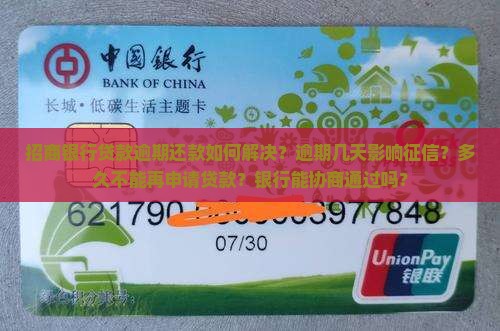 中国银行
BANK OF CHINA
长城·低碳生活主题卡
招商银行贷款逾期还款如何解决？逾期几天影响征信？多
久不能再申请贷款？银行能协商通过吗？
621790 977848
07/30
UnionPay
银联